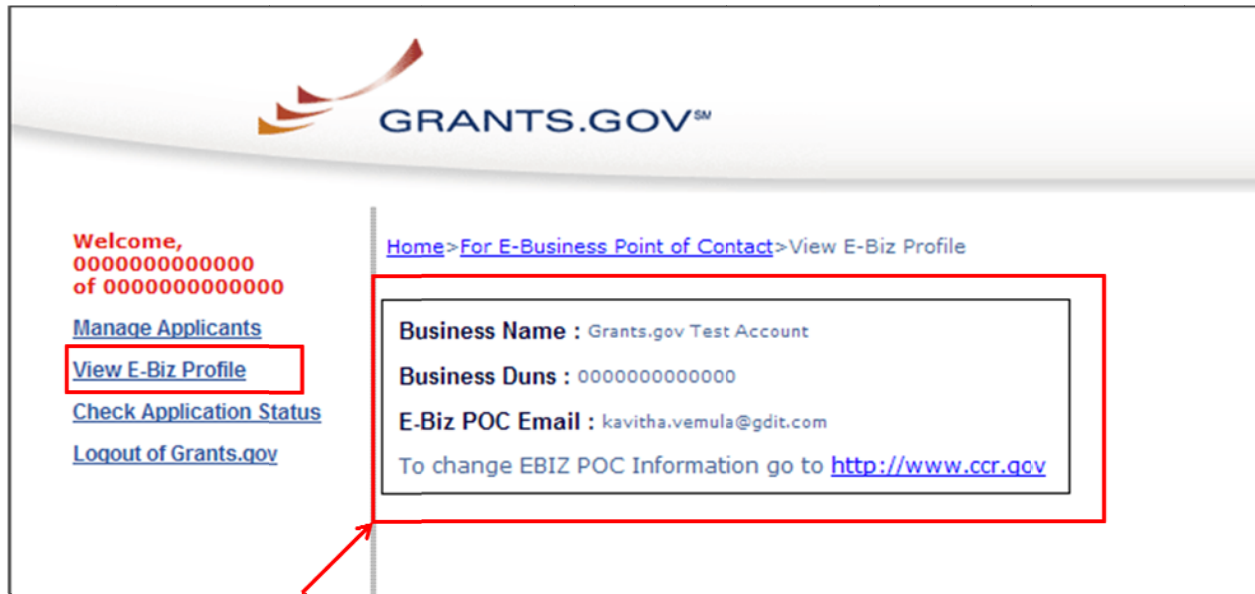 GRANTS.GOV℠
Welcome,
0000000000000
of 0000000000000
Manage Applicants
View E-Biz Profile
Check Application Status
Logout of Grants.gov
Home>For E-Business Point of Contact>View E-Biz Profile
Business Name : Grants.gov Test Account
Business Duns : 0000000000000
E-Biz POC Email : kavitha.vemula@gdit.com
To change EBIZ POC Information go to http://www.ccr.gov